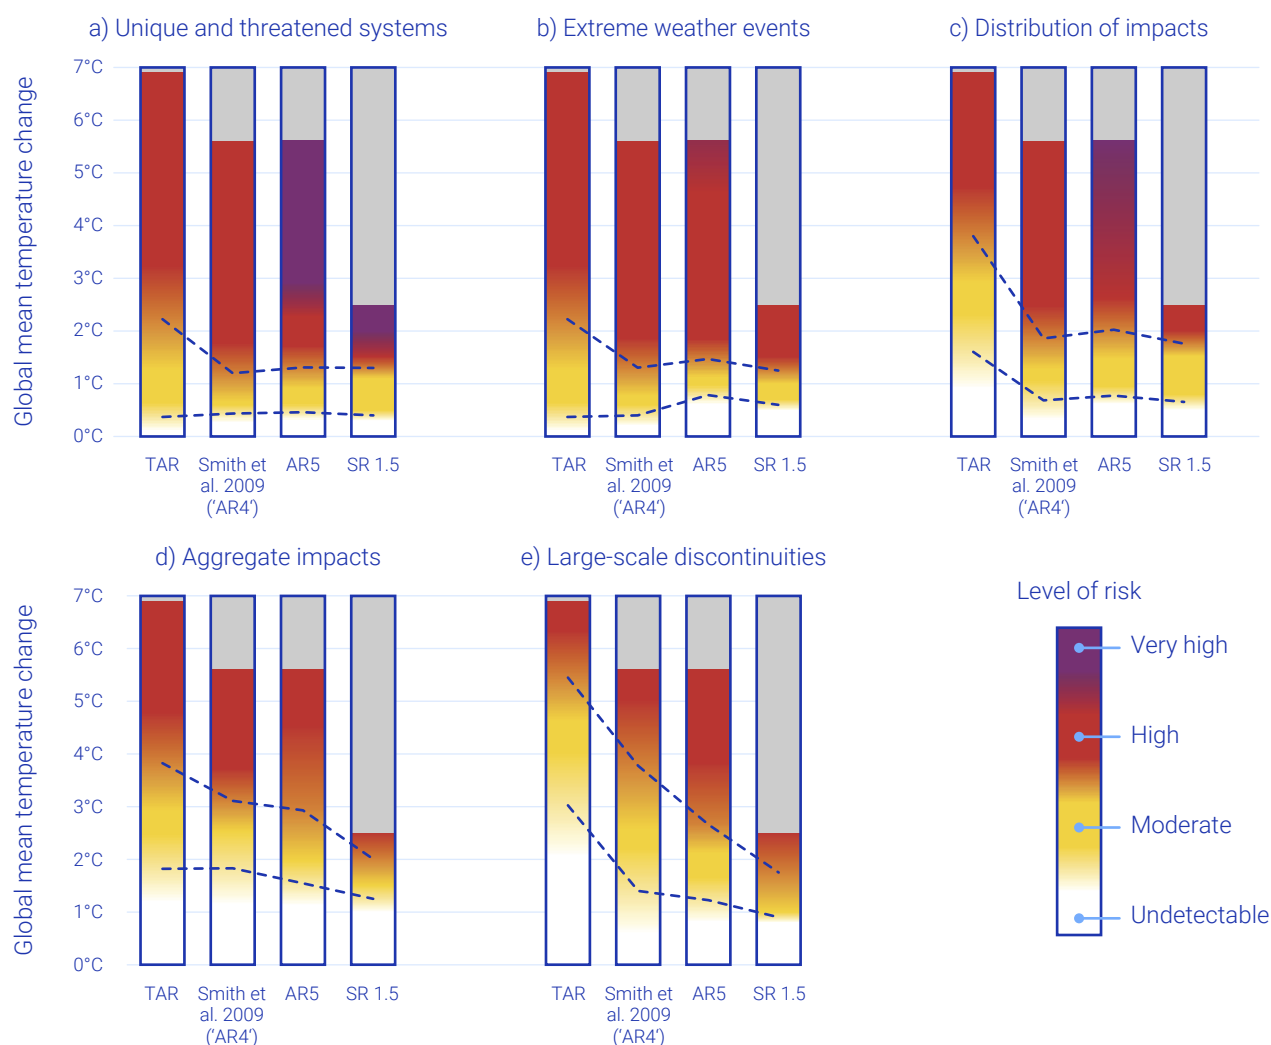 a) Unique and threatened systems
b) Extreme weather events
c) Distribution of impacts
Global mean temperature change
7°C
6°C
5°C
4°C
3°C
2°C
1°C
0°C
TAR
Smith et
al. 2009
(‘AR4‘)
AR5
SR 1.5
TAR
Smith et
al. 2009
(‘AR4‘)
AR5
SR 1.5
TAR
Smith et
al. 2009
(‘AR4‘)
AR5
SR 1.5
d) Aggregate impacts
e) Large-scale discontinuities
Global mean temperature change
7°C
6°C
5°C
4°C
3°C
2°C
1°C
0°C
TAR
Smith et
al. 2009
(‘AR4‘)
AR5
SR 1.5
TAR
Smith et
al. 2009
(‘AR4‘)
AR5
SR 1.5
Level of risk
Very high
High
Moderate
Undetectable